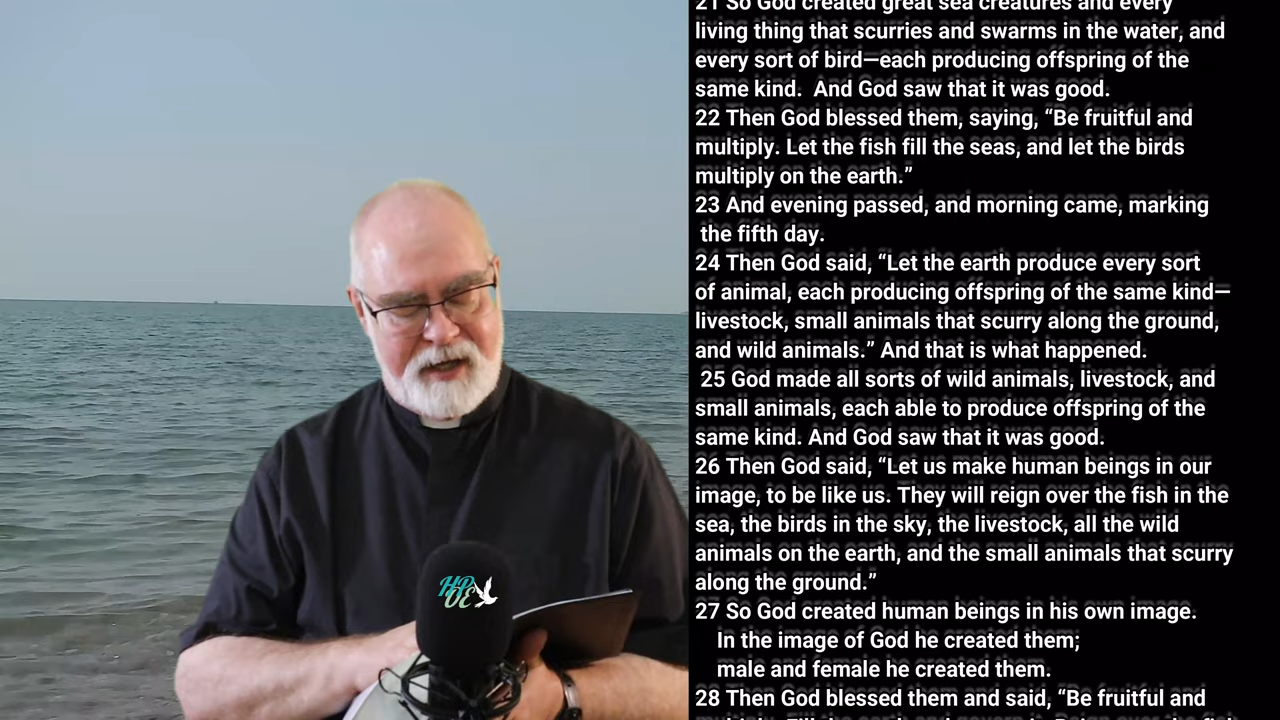 21 So God created great sea creatures and every
living thing that scurries and swarms in the water, and
every sort of bird—each producing offspring of the
same kind.  And God saw that it was good.
22 Then God blessed them, saying, “Be fruitful and
multiply. Let the fish fill the seas, and let the birds
multiply on the earth.”
23 And evening passed, and morning came, marking
the fifth day.
24 Then God said, “Let the earth produce every sort
of animal, each producing offspring of the same kind—
livestock, small animals that scurry along the ground,
and wild animals.” And that is what happened.
25 God made all sorts of wild animals, livestock, and
small animals, each able to produce offspring of the
same kind. And God saw that it was good.
26 Then God said, “Let us make human beings in our
image, to be like us. They will reign over the fish in the
sea, the birds in the sky, the livestock, all the wild
animals on the earth, and the small animals that scurry
along the ground.”
27 So God created human beings in his own image.
In the image of God he created them;
male and female he created them.
28 Then God blessed them and said, “Be fruitful and
HP
OE